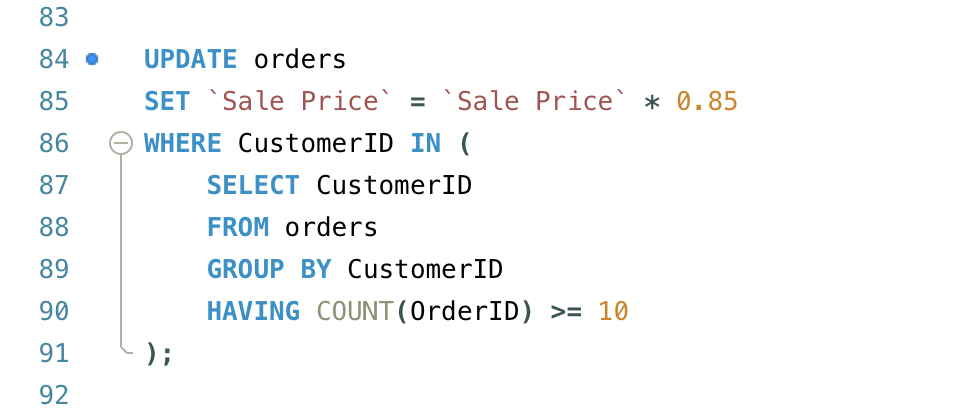 83
84 UPDATE orders
85 SET `Sale Price` = `Sale Price` * 0.85
86 WHERE CustomerID IN (
87 SELECT CustomerID
88 FROM orders
89 GROUP BY CustomerID
90 HAVING COUNT(OrderID) >= 10
91 );
92